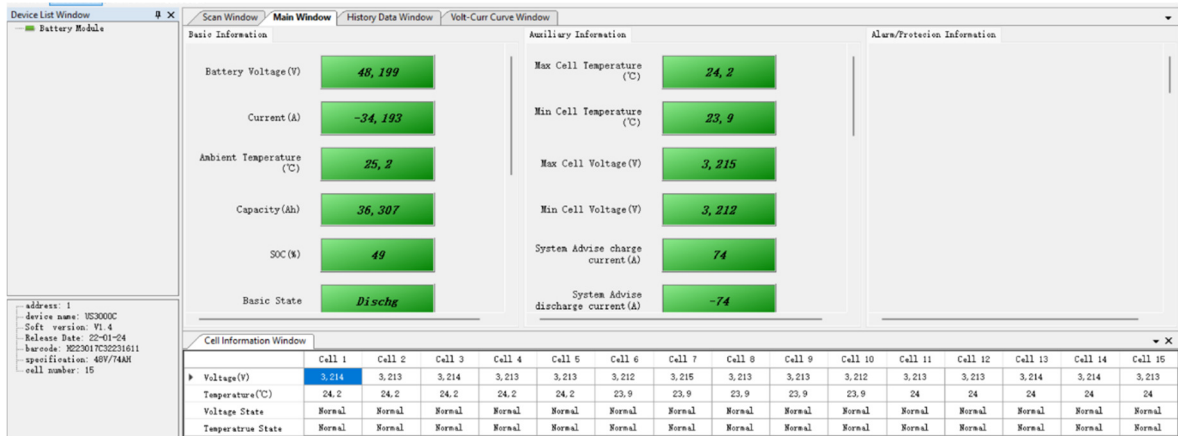 Device List Window
Battery Module
Scan Window Main Window History Data Window Volt-Curr Curve Window
Basic Information
Battery Voltage(V) 48, 199
Current(A) -34, 193
Ambient Temperature
(℃) 25, 2
Capacity(Ah) 36, 307
SOC(%) 49
Basic State Dischg
Auxiliary Information
Max Cell Temperature
(℃) 24, 2
Min Cell Temperature
(℃) 23, 9
Max Cell Voltage(V) 3, 215
Min Cell Voltage(V) 3, 212
System Advise charge
current(A) 74
System Advise
discharge current(A) -74
Alarm/Protecion Information
address: 1
device name: US3000C
Soft version: V1.4
Release Date: 22-01-24
barcode: H223017C32231611
specification: 48V/74AH
cell number: 15
Cell Information Window
Cell 1 Cell 2 Cell 3 Cell 4 Cell 5 Cell 6 Cell 7 Cell 8 Cell 9 Cell 10 Cell 11 Cell 12 Cell 13 Cell 14 Cell 15
Voltage(V) 3,214 3,213 3,214 3,213 3,213 3,212 3,215 3,213 3,213 3,212 3,213 3,213 3,214 3,214 3,213
Temperature(℃) 24,2 24,2 24,2 24,2 24,2 23,9 23,9 23,9 23,9 23,9 24 24 24 24 24
Voltage State Normal Normal Normal Normal Normal Normal Normal Normal Normal Normal Normal Normal Normal Normal Normal
Temperatrue State Normal Normal Normal Normal Normal Normal Normal Normal Normal Normal Normal Normal Normal Normal Normal